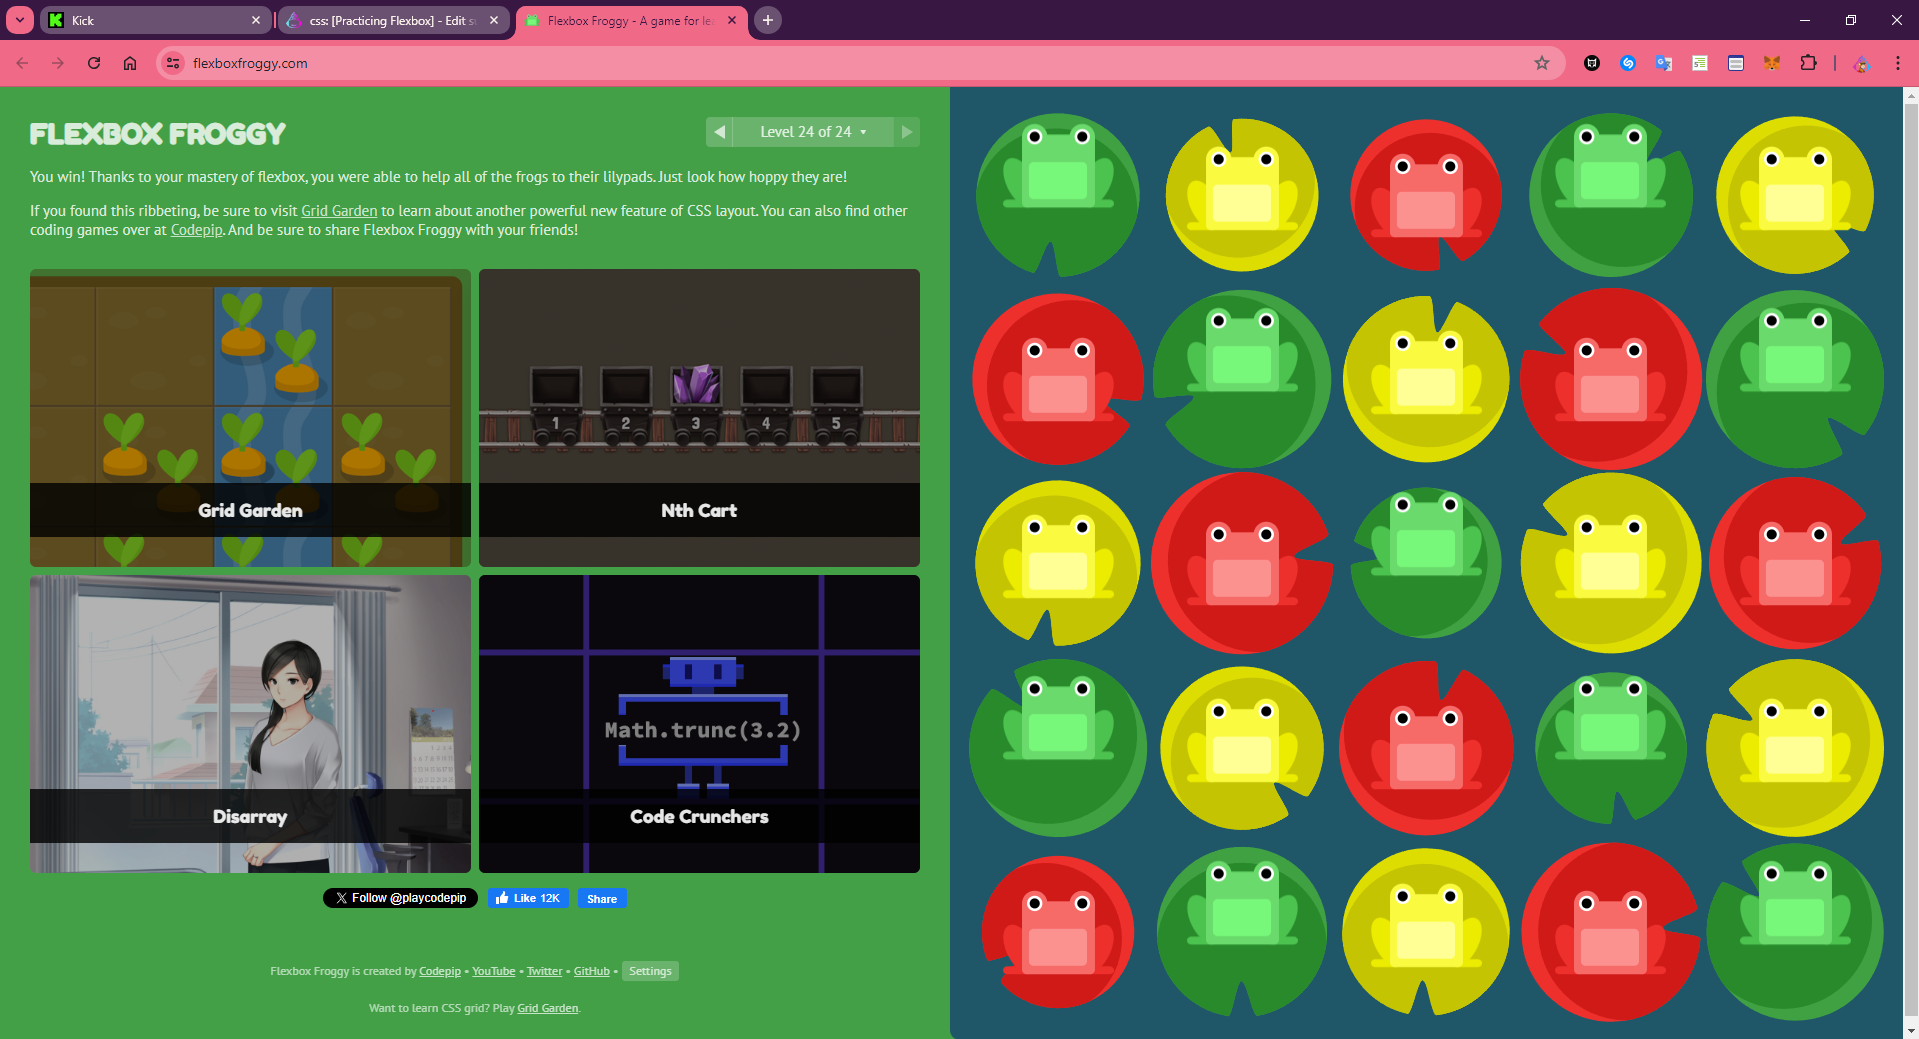 Kick
css: [Practicing Flexbox] - Edit
Flexbox Froggy - A game for
flexboxfroggy.com
FLEXBOX FROGGY
Level 24 of 24
You win! Thanks to your mastery of flexbox, you were able to help all of the frogs to their lilypads. Just look how hoppy they are!
If you found this ribbeting, be sure to visit Grid Garden to learn about another powerful new feature of CSS layout. You can also find other
coding games over at Codepip. And be sure to share Flexbox Froggy with your friends!
1 2 3 4 5
Grid Garden
Nth Cart
Math.trunc(3.2)
Disarray
Code Crunchers
Follow @playcodepip
Like 12K
Share
Flexbox Froggy is created by Codepip • YouTube • Twitter • GitHub • Settings
Want to learn CSS grid? Play Grid Garden.